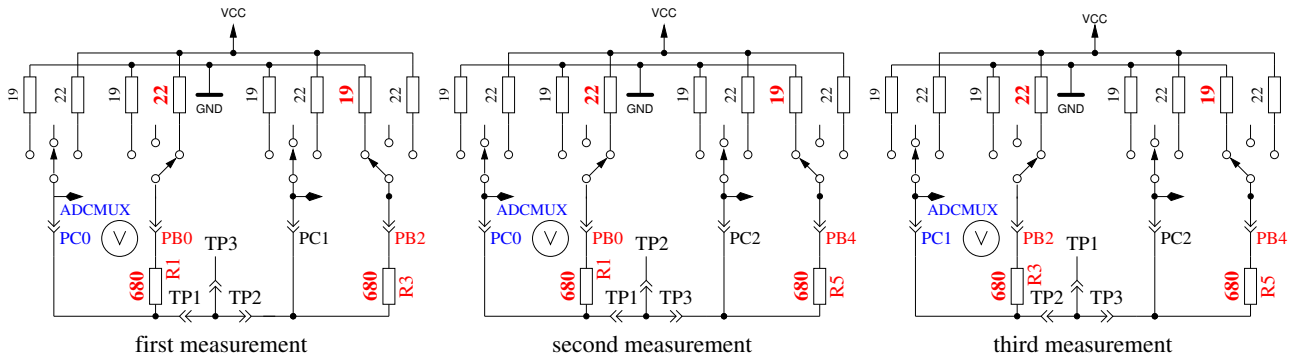 VCC
19
22
19
22
GND
19
22
19
22
ADCMUX
PC0
V
PB0
PC1
PB2
TP3
680
R1
680
R3
TP1
TP2
first measurement
VCC
19
22
19
22
GND
19
22
19
22
ADCMUX
PC0
V
PB0
PC2
PB4
TP2
680
R1
680
R5
TP1
TP3
second measurement
VCC
19
22
19
22
GND
19
22
19
22
ADCMUX
PC1
V
PB2
PC2
PB4
TP1
680
R3
680
R5
TP2
TP3
third measurement